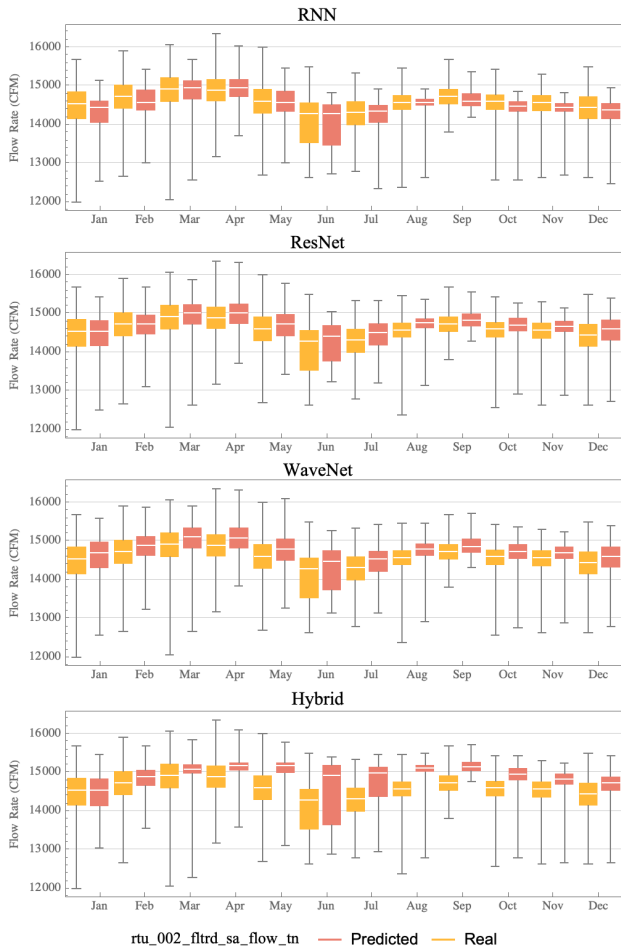 RNN
Flow Rate (CFM)
16000
15000
14000
13000
12000
Jan Feb Mar Apr May Jun Jul Aug Sep Oct Nov Dec
ResNet
Flow Rate (CFM)
16000
15000
14000
13000
12000
Jan Feb Mar Apr May Jun Jul Aug Sep Oct Nov Dec
WaveNet
Flow Rate (CFM)
16000
15000
14000
13000
12000
Jan Feb Mar Apr May Jun Jul Aug Sep Oct Nov Dec
Hybrid
Flow Rate (CFM)
16000
15000
14000
13000
12000
Jan Feb Mar Apr May Jun Jul Aug Sep Oct Nov Dec
rtu_002_fltrd_sa_flow_tn Predicted Real